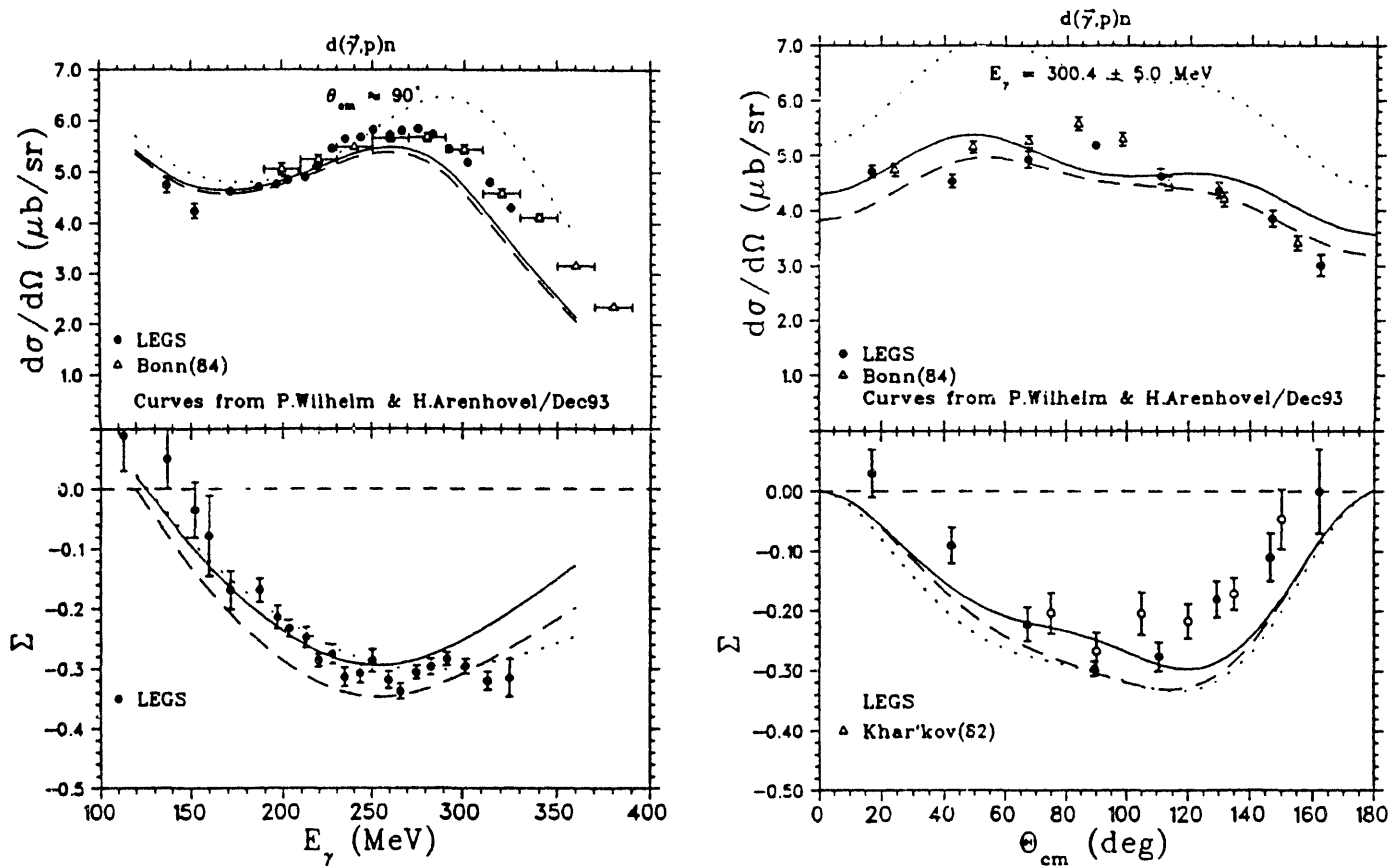 d(γ⃗,p)n
7.0
6.0
5.0
4.0
3.0
2.0
1.0
dσ/dΩ (μb/sr)
θcm ≈ 90°
LEGS
Bonn(84)
Curves from P.Wilhelm & H.Arenhovel/Dec93
0.0
−0.1
−0.2
−0.3
−0.4
−0.5
Σ
LEGS
100 150 200 250 300 350 400
Eγ (MeV)
d(γ⃗,p)n
7.0
6.0
5.0
4.0
3.0
2.0
1.0
dσ/dΩ (μb/sr)
Eγ = 300.4 ± 5.0 MeV
LEGS
Bonn(84)
Curves from P.Wilhelm & H.Arenhovel/Dec93
0.00
−0.10
−0.20
−0.30
−0.40
−0.50
Σ
LEGS
Khar'kov(82)
0 20 40 60 80 100 120 140 160 180
Θcm (deg)